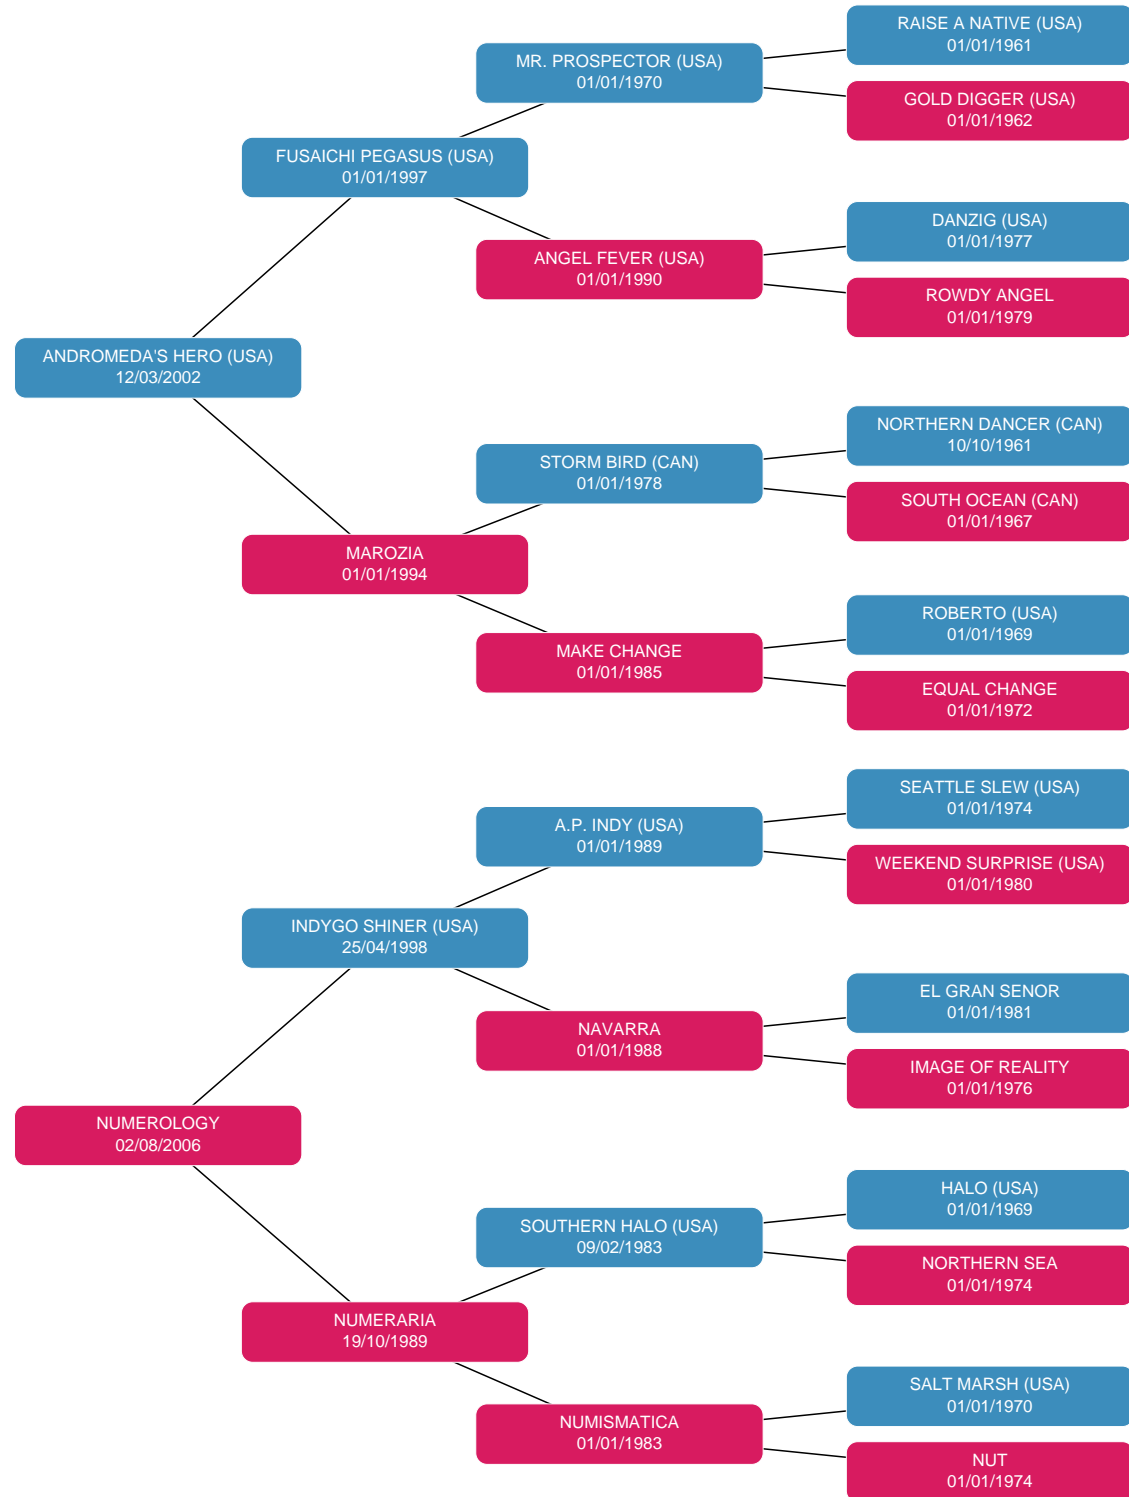 RAISE A NATIVE (USA)
01/01/1961
MR. PROSPECTOR (USA)
01/01/1970
GOLD DIGGER (USA)
01/01/1962
FUSAICHI PEGASUS (USA)
01/01/1997
DANZIG (USA)
01/01/1977
ANGEL FEVER (USA)
01/01/1990
ROWDY ANGEL
01/01/1979
ANDROMEDA'S HERO (USA)
12/03/2002
NORTHERN DANCER (CAN)
10/10/1961
STORM BIRD (CAN)
01/01/1978
SOUTH OCEAN (CAN)
01/01/1967
MAROZIA
01/01/1994
ROBERTO (USA)
01/01/1969
MAKE CHANGE
01/01/1985
EQUAL CHANGE
01/01/1972
SEATTLE SLEW (USA)
01/01/1974
A.P. INDY (USA)
01/01/1989
WEEKEND SURPRISE (USA)
01/01/1980
INDYGO SHINER (USA)
25/04/1998
EL GRAN SENOR
01/01/1981
NAVARRA
01/01/1988
IMAGE OF REALITY
01/01/1976
NUMEROLOGY
02/08/2006
HALO (USA)
01/01/1969
SOUTHERN HALO (USA)
09/02/1983
NORTHERN SEA
01/01/1974
NUMERARIA
19/10/1989
SALT MARSH (USA)
01/01/1970
NUMISMATICA
01/01/1983
NUT
01/01/1974